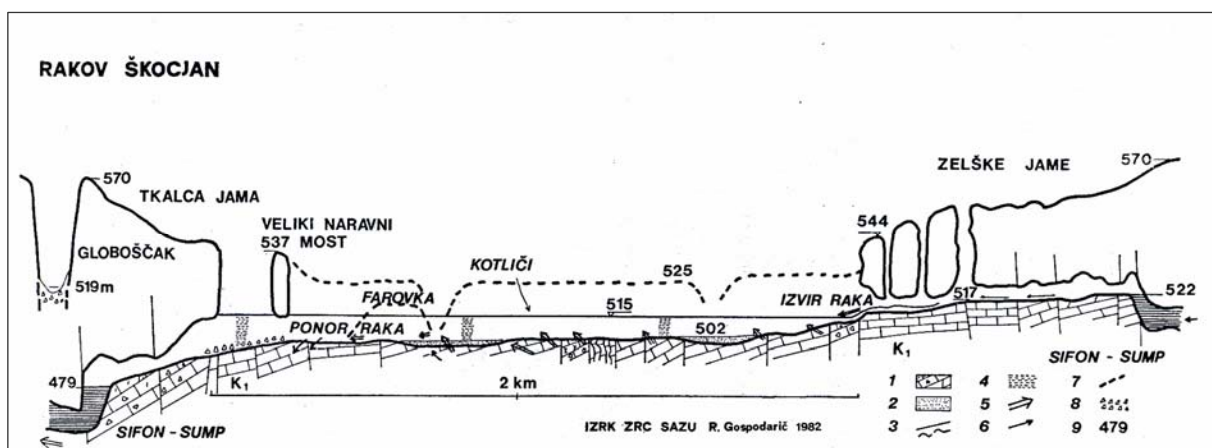 RAKOV ŠKOCJAN
570
TKALCA JAMA
GLOBOŠČAK
519m
VELIKI NARAVNI
537 MOST
KOTLIČI
525
FAROVKA
PONOR RAKA
515
502
ZELŠKE JAME
570
544
IZVIR RAKA
517
522
479
K1
K1
SIFON - SUMP
SIFON - SUMP
2 km
IZRK ZRC SAZU R. Gospodarič 1982
1 4 7
2 5 8
3 6 9 479